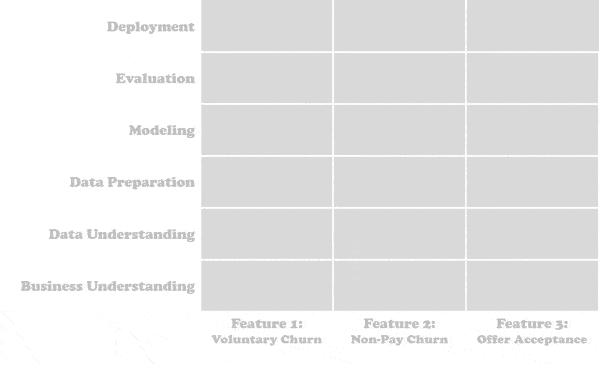 Deployment
Evaluation
Modeling
Data Preparation
Data Understanding
Business Understanding
Feature 1: Feature 2: Feature 3:
Voluntary Churn Non-Pay Churn Offer Acceptance